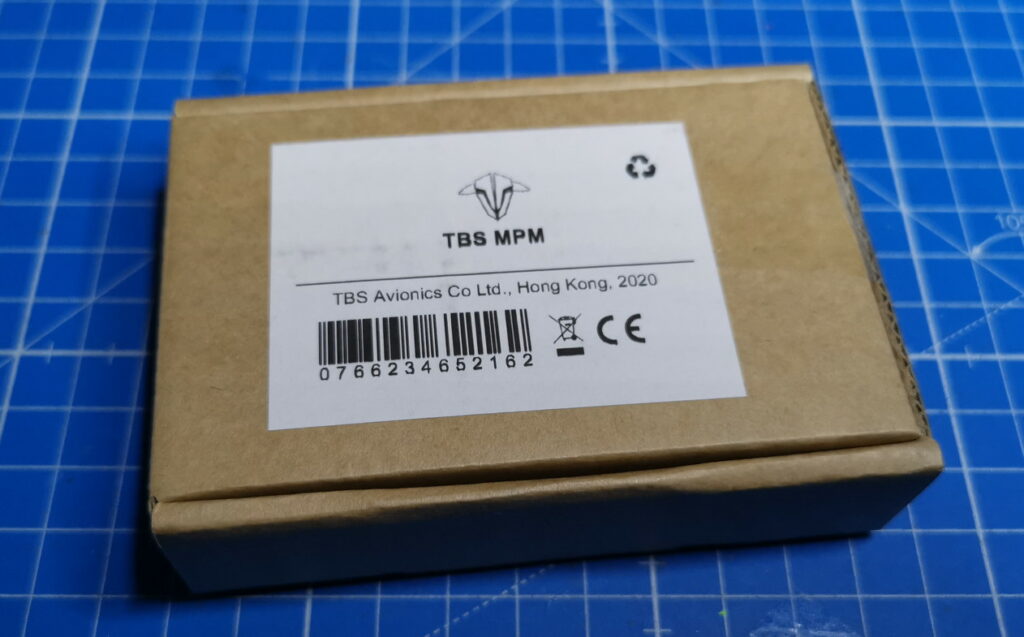 TBS MPM
TBS Avionics Co Ltd., Hong Kong, 2020
0766234652162
CE